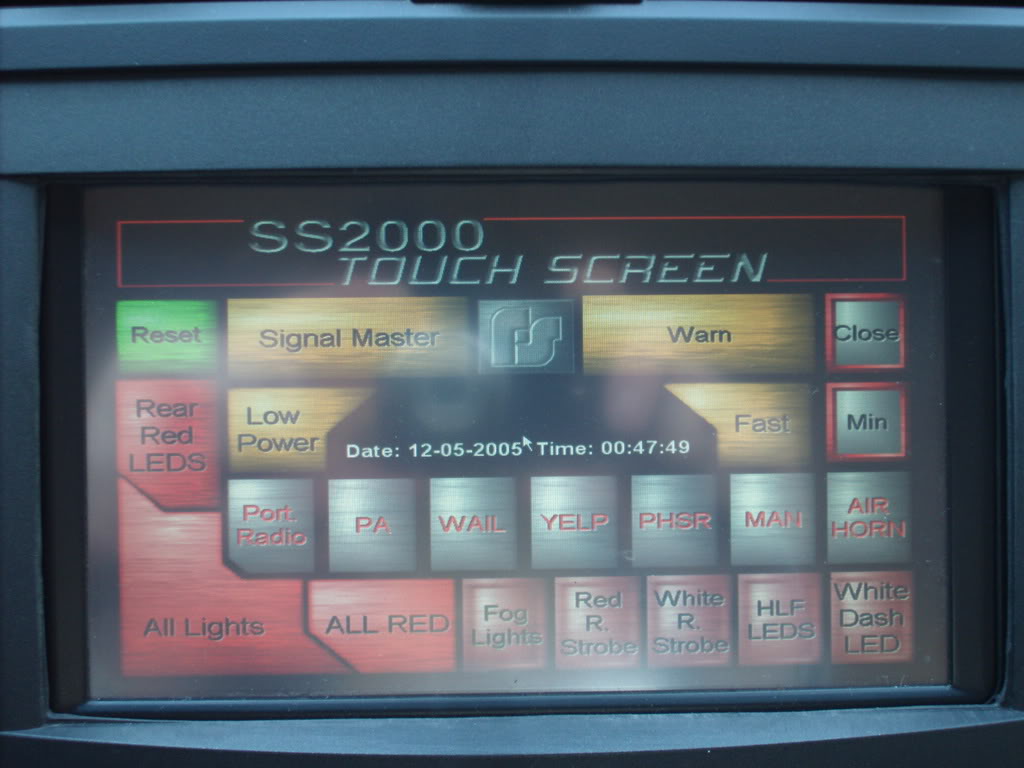 SS2000
TOUCH SCREEN
Reset
Signal Master
FS
Warn
Close
Rear
Red
LEDS
Low
Power
Fast
Min
Date: 12-05-2005 Time: 00:47:49
Port.
Radio
PA
WAIL
YELP
PHSR
MAN
AIR
HORN
All Lights
ALL RED
Fog
Lights
Red
R.
Strobe
White
R.
Strobe
HLF
LEDS
White
Dash
LED